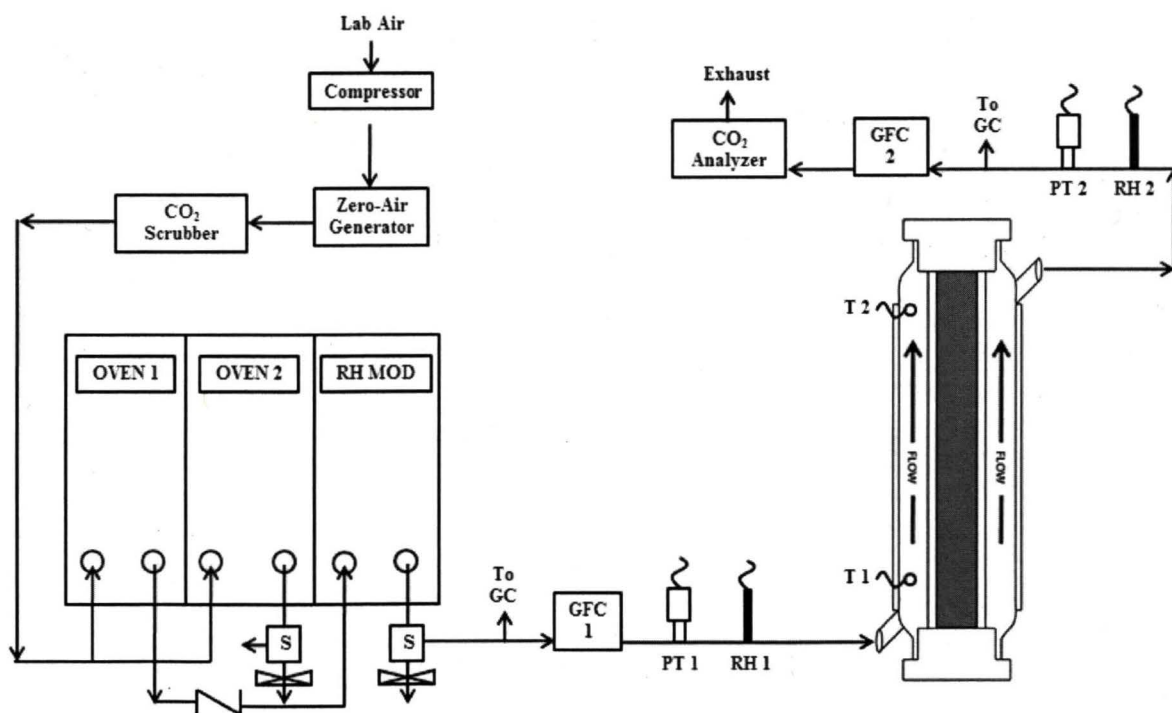 Lab Air
Compressor
Zero-Air
Generator
CO₂
Scrubber
OVEN 1
OVEN 2
RH MOD
S
S
To
GC
GFC
1
PT 1
RH 1
T 1
T 2
FLOW
FLOW
RH 2
PT 2
To
GC
GFC
2
CO₂
Analyzer
Exhaust